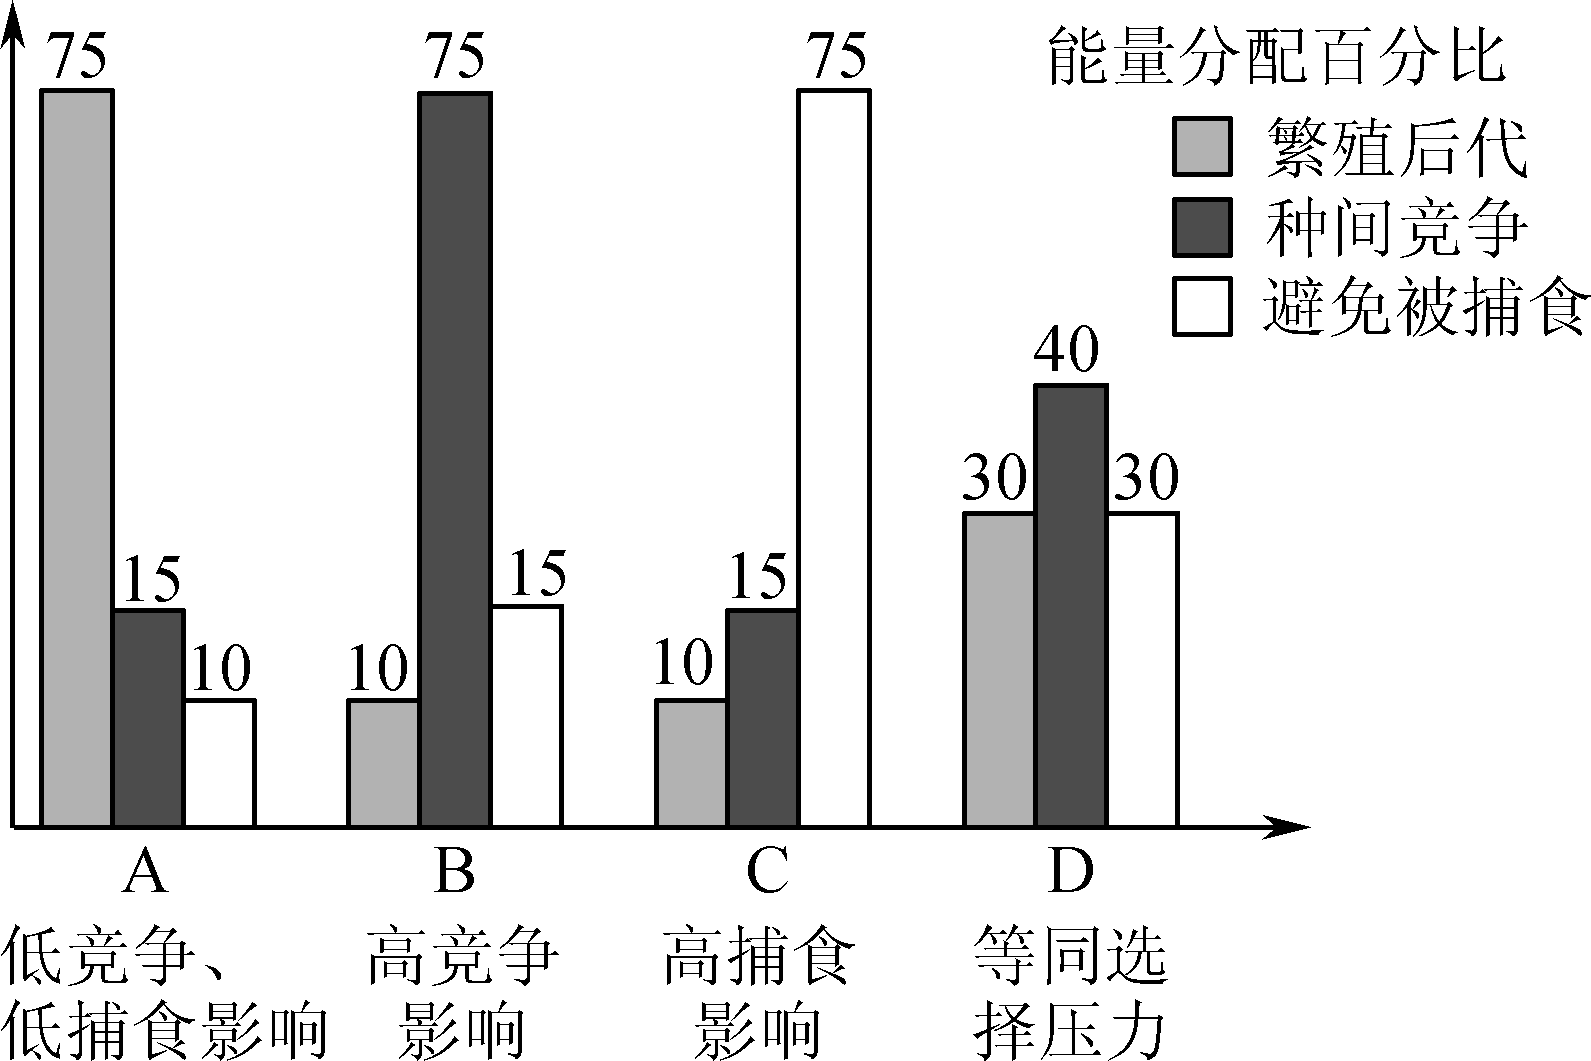 能量分配百分比
繁殖后代
种间竞争
避免被捕食
75
15
10
10
75
15
10
15
75
30
40
30
A
B
C
D
低竞争、
低捕食影响
高竞争
影响
高捕食
影响
等同选
择压力